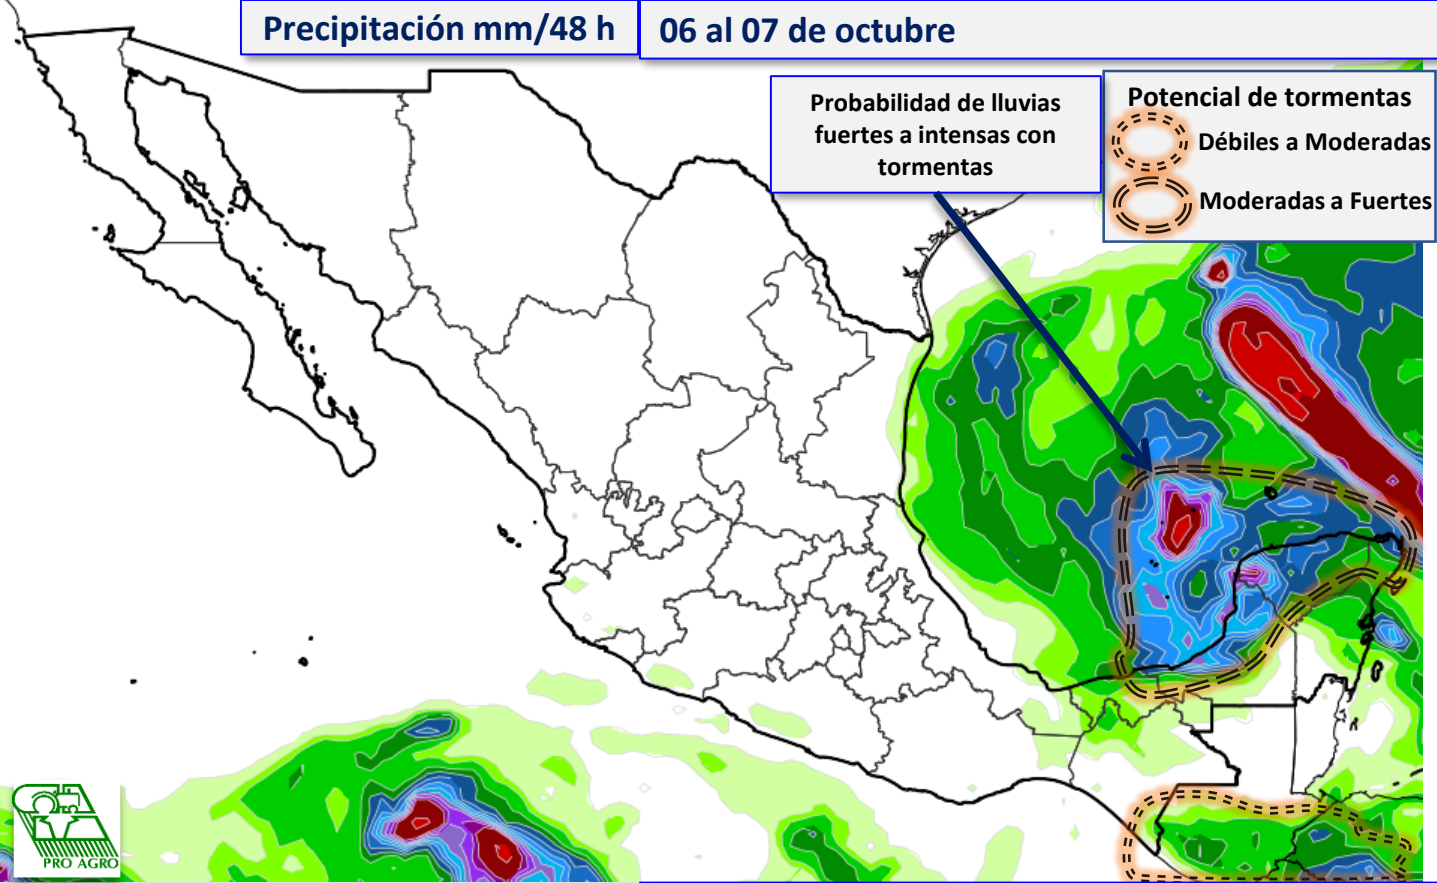 Precipitación mm/48 h
06 al 07 de octubre
Probabilidad de lluvias
fuertes a intensas con
tormentas
Potencial de tormentas
Débiles a Moderadas
Moderadas a Fuertes
PRO AGRO